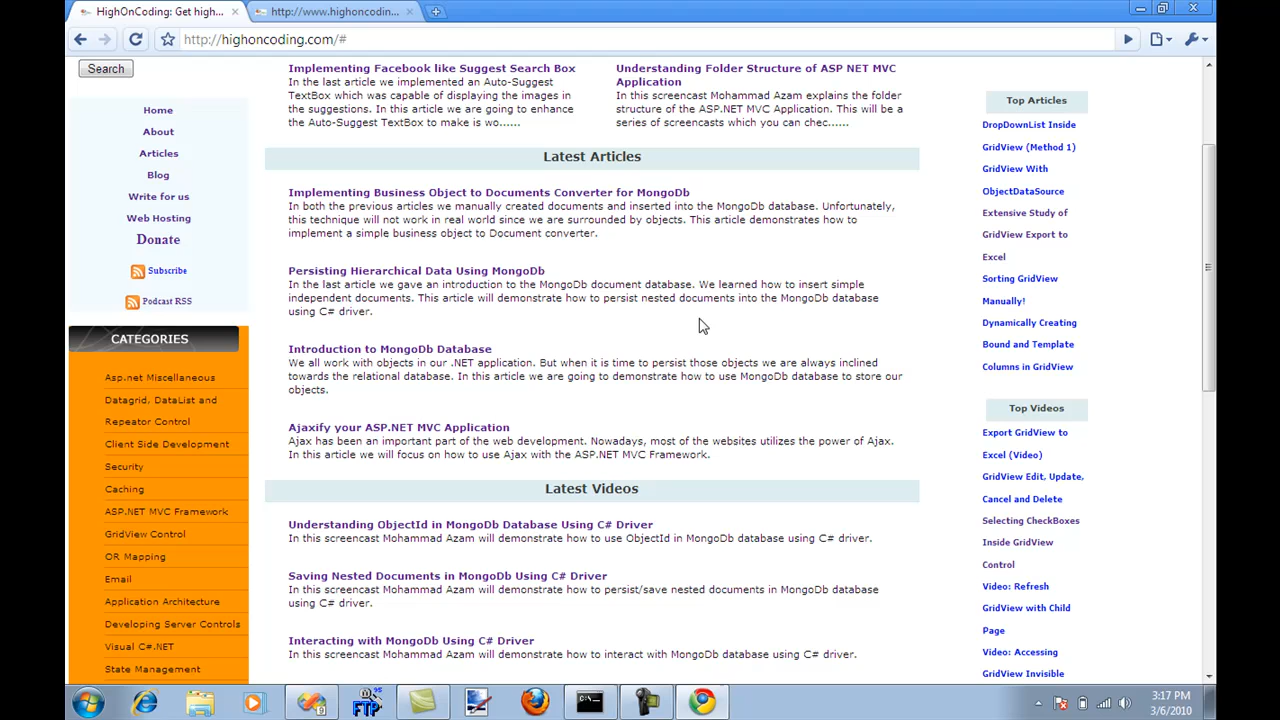 HighOnCoding: Get high...
http://www.highoncoding....
http://highoncoding.com/#
Search
Home
About
Articles
Blog
Write for us
Web Hosting
Donate
Subscribe
Podcast RSS
CATEGORIES
Asp.net Miscellaneous
Datagrid, DataList and
Repeator Control
Client Side Development
Security
Caching
ASP.NET MVC Framework
GridView Control
OR Mapping
Email
Application Architecture
Developing Server Controls
Visual C#.NET
State Management
Implementing Facebook like Suggest Search Box
In the last article we implemented an Auto-Suggest
TextBox which was capable of displaying the images in
the suggestions. In this article we are going to enhance
the Auto-Suggest TextBox to make is wo......
Understanding Folder Structure of ASP NET MVC
Application
In this screencast Mohammad Azam explains the folder
structure of the ASP.NET MVC Application. This will be a
series of screencasts which you can chec......
Latest Articles
Implementing Business Object to Documents Converter for MongoDb
In both the previous articles we manually created documents and inserted into the MongoDb database. Unfortunately,
this technique will not work in real world since we are surrounded by objects. This article demonstrates how to
implement a simple business object to Document converter.
Persisting Hierarchical Data Using MongoDb
In the last article we gave an introduction to the MongoDb document database. We learned how to insert simple
independent documents. This article will demonstrate how to persist nested documents into the MongoDb database
using C# driver.
Introduction to MongoDb Database
We all work with objects in our .NET application. But when it is time to persist those objects we are always inclined
towards the relational database. In this article we are going to demonstrate how to use MongoDb database to store our
objects.
Ajaxify your ASP.NET MVC Application
Ajax has been an important part of the web development. Nowadays, most of the websites utilizes the power of Ajax.
In this article we will focus on how to use Ajax with the ASP.NET MVC Framework.
Latest Videos
Understanding ObjectId in MongoDb Database Using C# Driver
In this screencast Mohammad Azam will demonstrate how to use ObjectId in MongoDb database using C# driver.
Saving Nested Documents in MongoDb Using C# Driver
In this screencast Mohammad Azam will demonstrate how to persist/save nested documents in MongoDb database
using C# driver.
Interacting with MongoDb Using C# Driver
In this screencast Mohammad Azam will demonstrate how to interact with MongoDb database using C# driver.
Top Articles
DropDownList Inside
GridView (Method 1)
GridView With
ObjectDataSource
Extensive Study of
GridView Export to
Excel
Sorting GridView
Manually!
Dynamically Creating
Bound and Template
Columns in GridView
Top Videos
Export GridView to
Excel (Video)
GridView Edit, Update,
Cancel and Delete
Selecting CheckBoxes
Inside GridView
Control
Video: Refresh
GridView with Child
Page
Video: Accessing
GridView Invisible
FTP
3:17 PM
3/6/2010